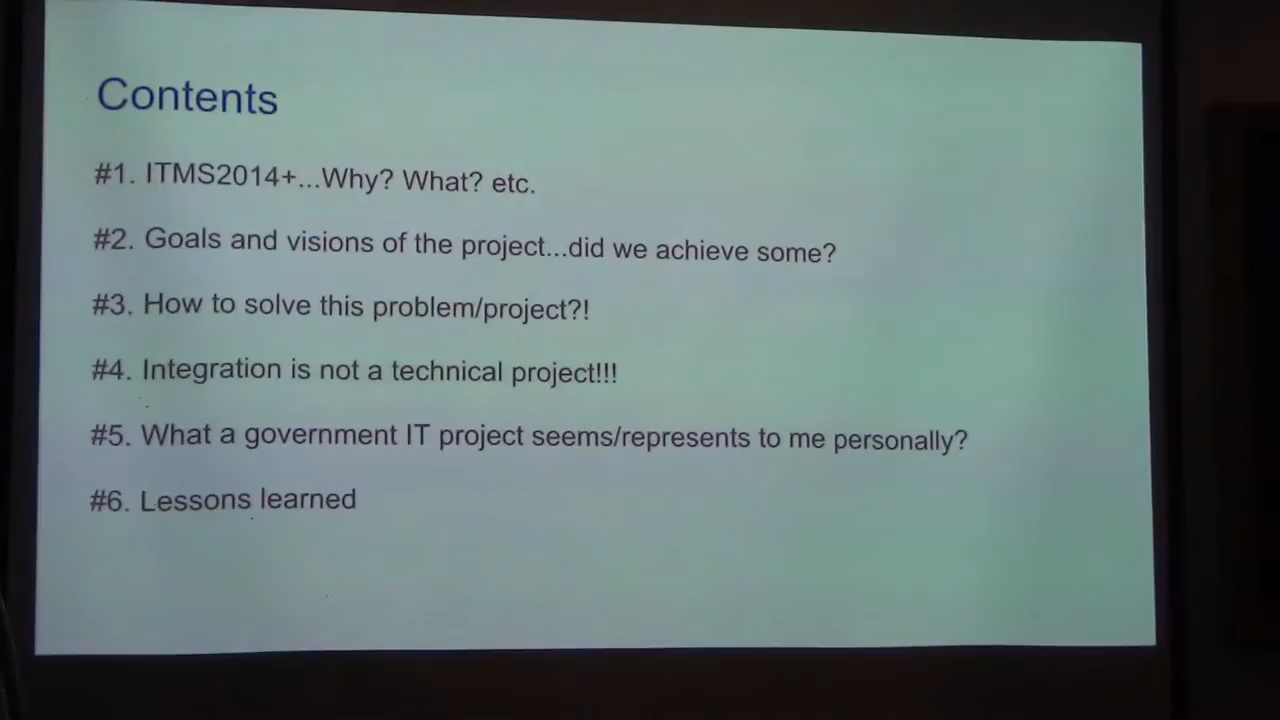 Contents
#1. ITMS2014+...Why? What? etc.
#2. Goals and visions of the project...did we achieve some?
#3. How to solve this problem/project?!
#4. Integration is not a technical project!!!
#5. What a government IT project seems/represents to me personally?
#6. Lessons learned